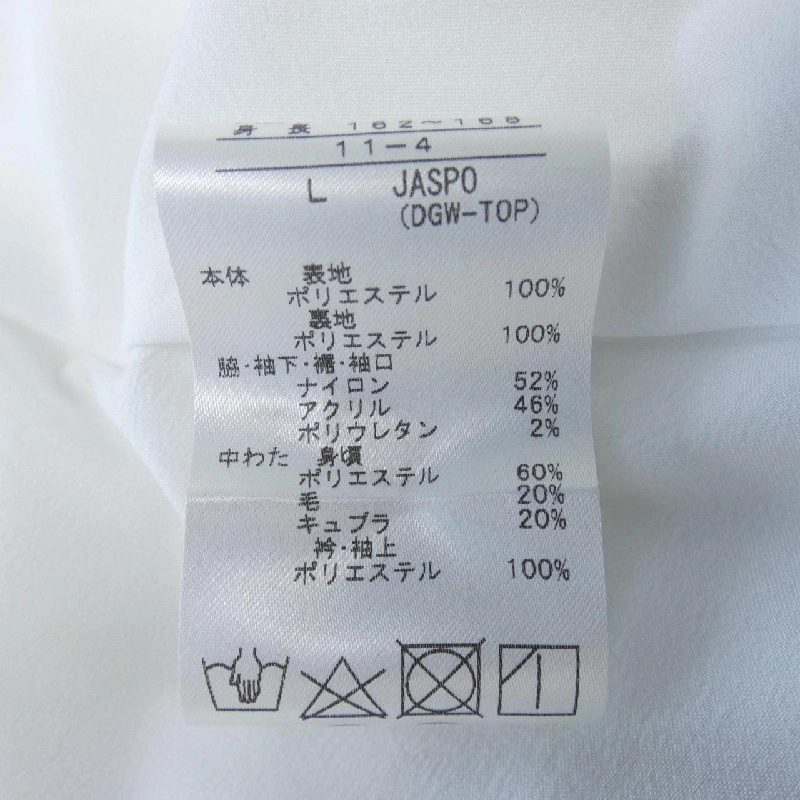 身長 162～165
11-4
L JASPO
(DGW-TOP)
本体 表地
ポリエステル 100%
裏地
ポリエステル 100%
脇・袖下・裾・袖口
ナイロン 52%
アクリル 46%
ポリウレタン 2%
中わた 身頃
ポリエステル 60%
毛 20%
キュプラ 20%
衿・袖上
ポリエステル 100%